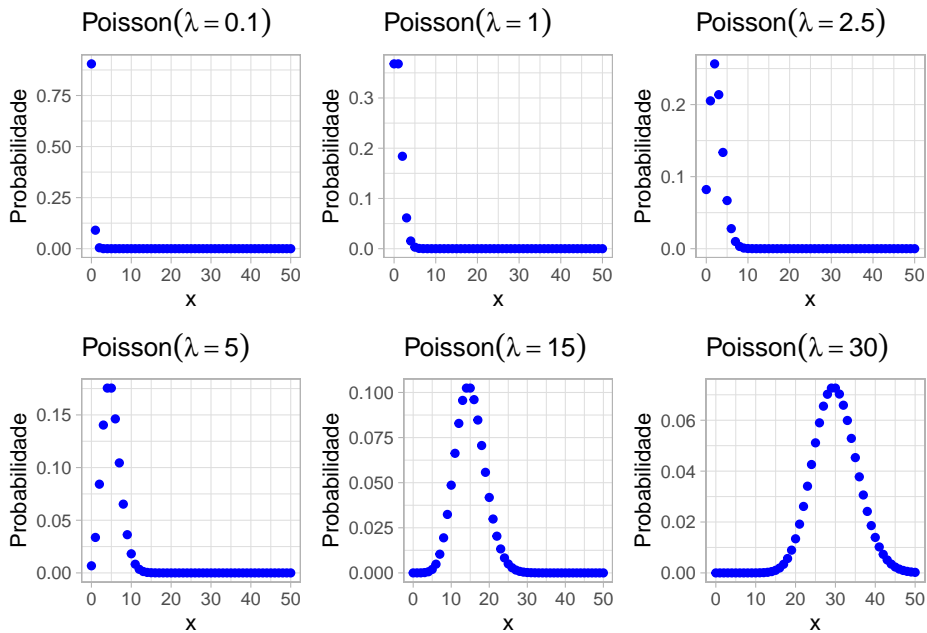 Poisson(λ = 0.1)
Probabilidade
0.75
0.50
0.25
0.00
0 10 20 30 40 50
x
Poisson(λ = 1)
Probabilidade
0.3
0.2
0.1
0.0
0 10 20 30 40 50
x
Poisson(λ = 2.5)
Probabilidade
0.2
0.1
0.0
0 10 20 30 40 50
x
Poisson(λ = 5)
Probabilidade
0.15
0.10
0.05
0.00
0 10 20 30 40 50
x
Poisson(λ = 15)
Probabilidade
0.100
0.075
0.050
0.025
0.000
0 10 20 30 40 50
x
Poisson(λ = 30)
Probabilidade
0.06
0.04
0.02
0.00
0 10 20 30 40 50
x